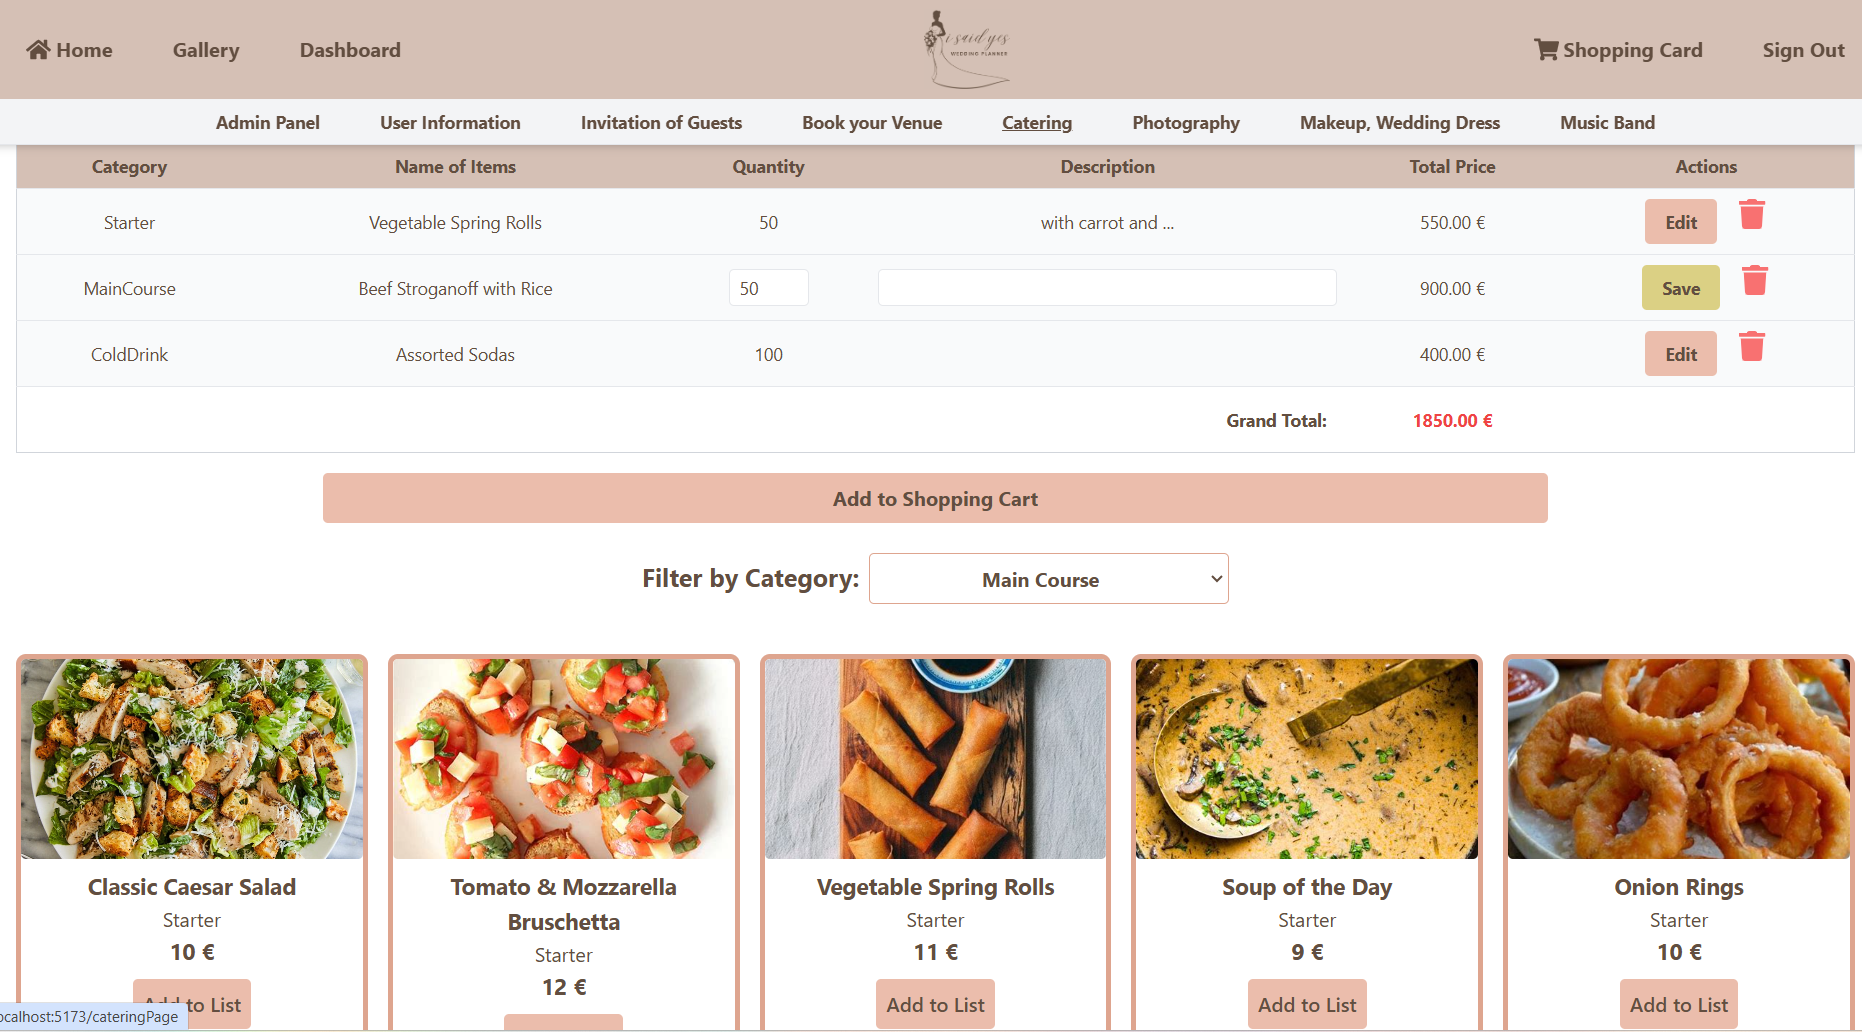 Home Gallery Dashboard
i said yes
WEDDING PLANNER
Shopping Card Sign Out
Admin Panel User Information Invitation of Guests Book your Venue Catering Photography Makeup, Wedding Dress Music Band
Category Name of Items Quantity Description Total Price Actions
Starter Vegetable Spring Rolls 50 with carrot and ... 550.00 € Edit
MainCourse Beef Stroganoff with Rice 50 900.00 € Save
ColdDrink Assorted Sodas 100 400.00 € Edit
Grand Total: 1850.00 €
Add to Shopping Cart
Filter by Category: Main Course
Classic Caesar Salad
Starter
10 €
Add to List
Tomato & Mozzarella
Bruschetta
Starter
12 €
Vegetable Spring Rolls
Starter
11 €
Add to List
Soup of the Day
Starter
9 €
Add to List
Onion Rings
Starter
10 €
Add to List
ocalhost:5173/cateringPage